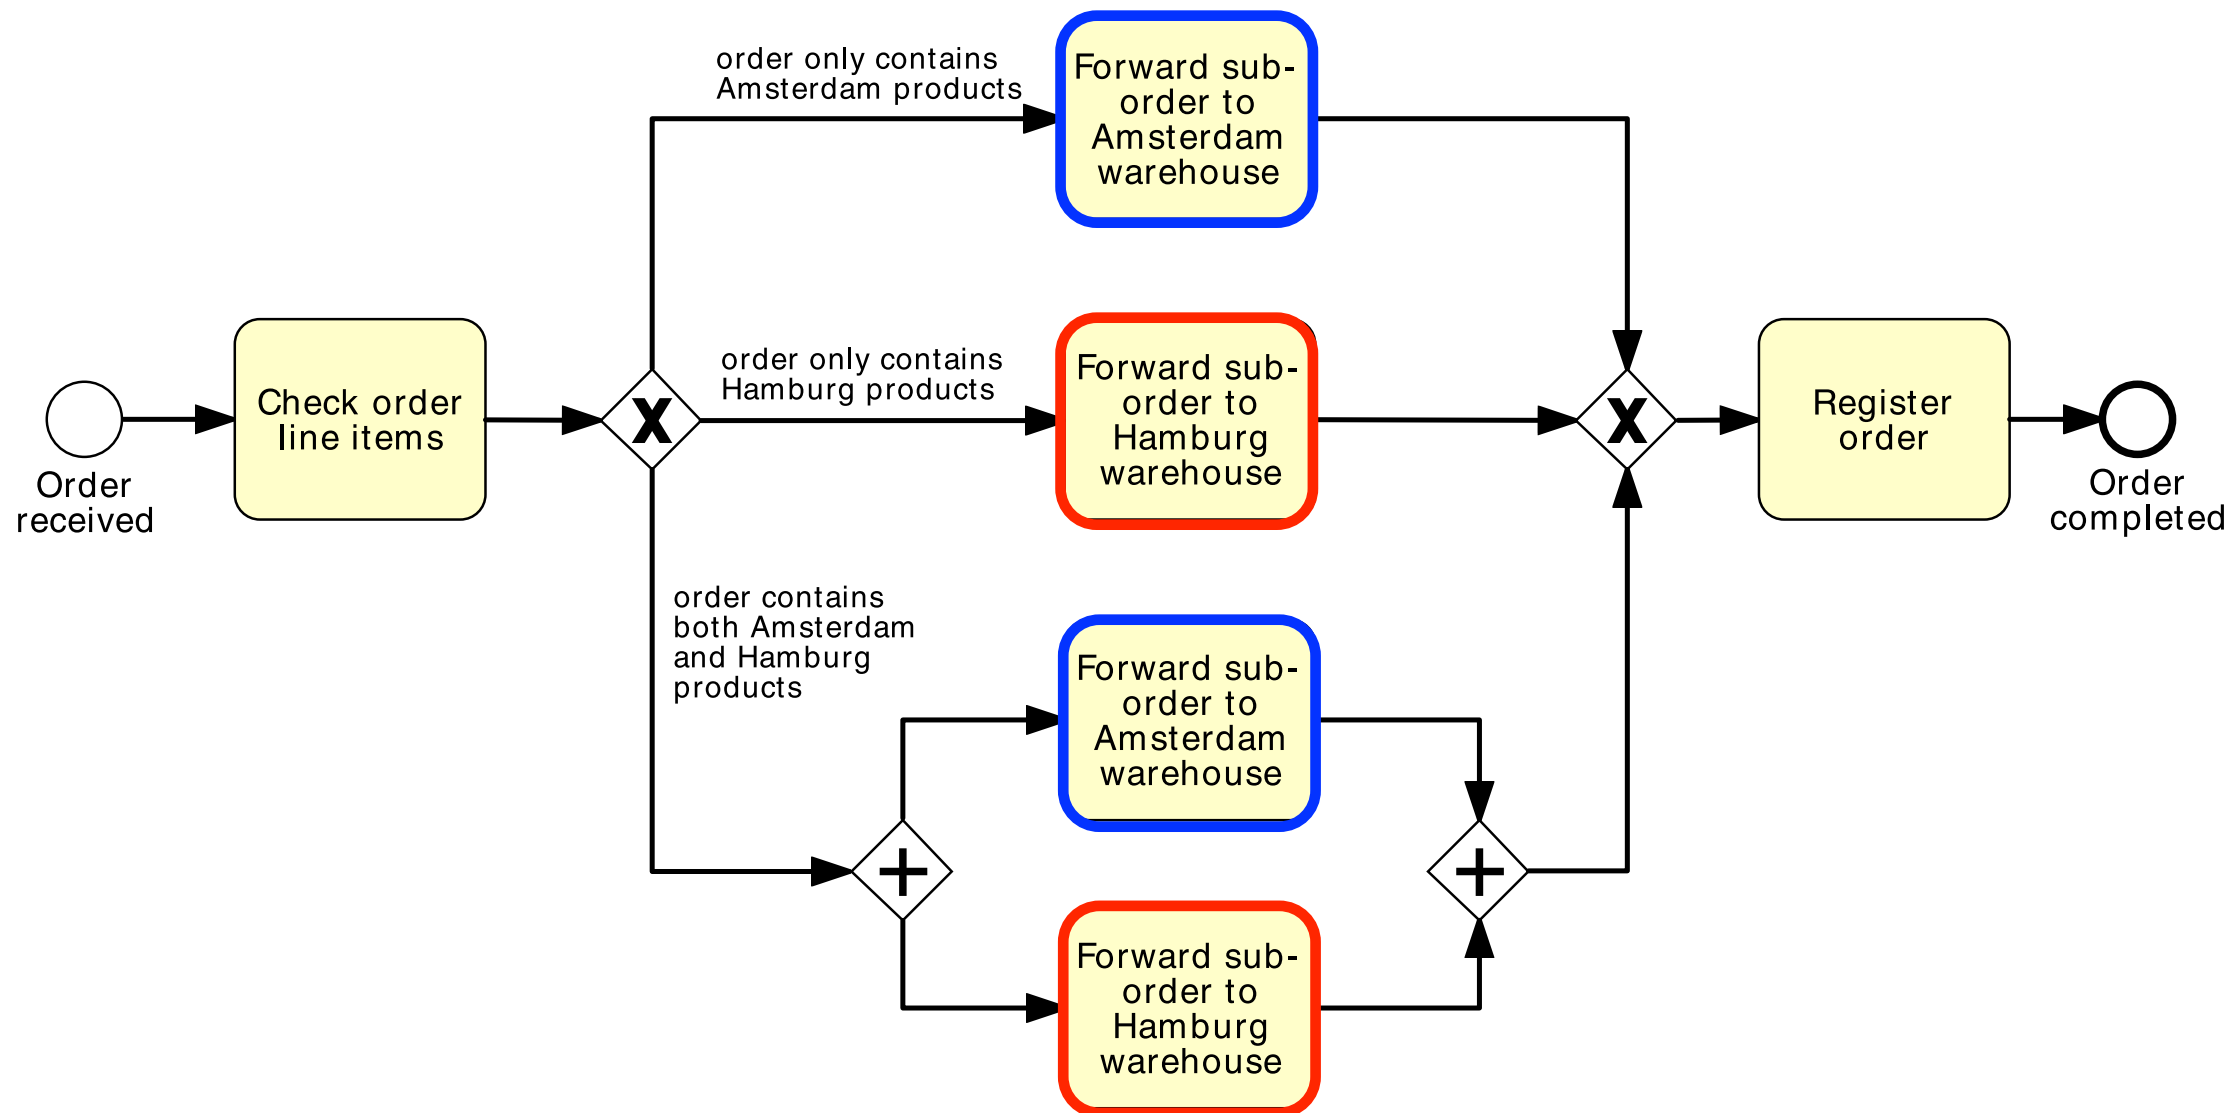 order only contains
Amsterdam products
Forward sub-
order to
Amsterdam
warehouse
Order
received
Check order
line items
X
order only contains
Hamburg products
Forward sub-
order to
Hamburg
warehouse
X
Register
order
Order
completed
order contains
both Amsterdam
and Hamburg
products
Forward sub-
order to
Amsterdam
warehouse
Forward sub-
order to
Hamburg
warehouse